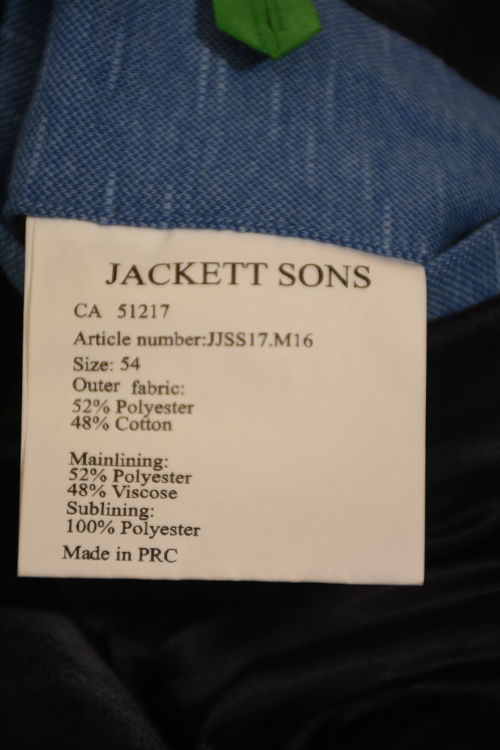 JACKETT SONS
CA 51217
Article number:JJSS17.M16
Size: 54
Outer fabric:
52% Polyester
48% Cotton
Mainlining:
52% Polyester
48% Viscose
Sublining:
100% Polyester
Made in PRC